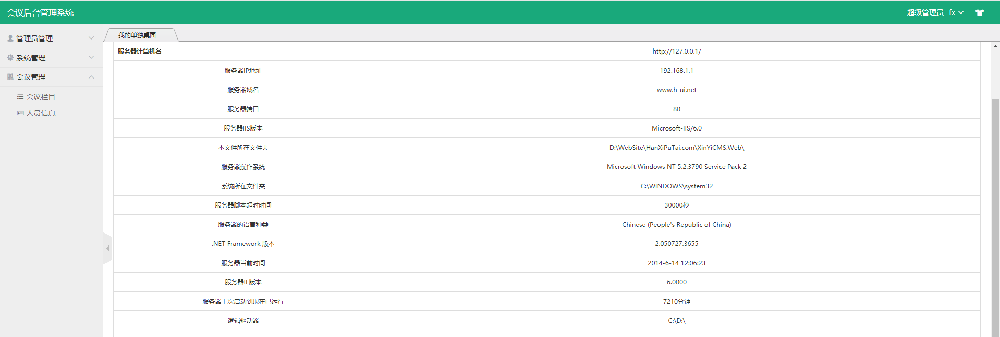 会议后台管理系统
超级管理员 fx
管理员管理
系统管理
会议管理
会议栏目
人员信息
我的单独桌面
服务器计算机名 http://127.0.0.1/
服务器IP地址 192.168.1.1
服务器域名 www.h-ui.net
服务器端口 80
服务器IIS版本 Microsoft-IIS/6.0
本文件所在文件夹 D:\WebSite\HanXiPuTai.com\XinYiCMS.Web\
服务器操作系统 Microsoft Windows NT 5.2.3790 Service Pack 2
系统所在文件夹 C:\WINDOWS\system32
服务器脚本超时时间 30000秒
服务器的语言种类 Chinese (People's Republic of China)
.NET Framework 版本 2.050727.3655
服务器当前时间 2014-6-14 12:06:23
服务器IE版本 6.0000
服务器上次启动到现在已运行 7210分钟
逻辑驱动器 C:\D:\